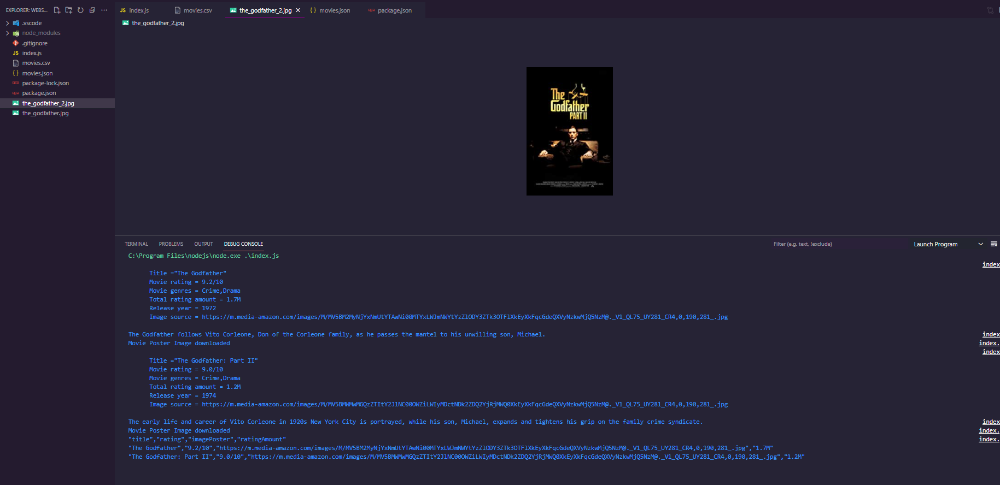 EXPLORER: WEBS...
.vscode
node_modules
.gitignore
JS index.js
movies.csv
{ } movies.json
package-lock.json
package.json
the_godfather_2.jpg
the_godfather.jpg
JS index.js
movies.csv
the_godfather_2.jpg
{ } movies.json
package.json
the_godfather_2.jpg
The
Godfather
PART II
TERMINAL PROBLEMS OUTPUT DEBUG CONSOLE
Filter (e.g. text, !exclude)
Launch Program
C:\Program Files\nodejs\node.exe .\index.js
index
Title ="The Godfather"
Movie rating = 9.2/10
Movie genres = Crime,Drama
Total rating amount = 1.7M
Release year = 1972
Image source = https://m.media-amazon.com/images/M/MV5BM2MyNjYxNmUtYTAwNi00MTYxLWJmNWYtYzZlODY3ZTk3OTFlXkEyXkFqcGdeQXVyNzkwMjQ5NzM@._V1_QL75_UY281_CR4,0,190,281_.jpg
The Godfather follows Vito Corleone, Don of the Corleone family, as he passes the mantel to his unwilling son, Michael. index
Movie Poster Image downloaded index.
index
Title ="The Godfather: Part II"
Movie rating = 9.0/10
Movie genres = Crime,Drama
Total rating amount = 1.2M
Release year = 1974
Image source = https://m.media-amazon.com/images/M/MV5BMWMwMGQzZTItY2JlNC00OWZiLWIyMDctNDk2ZDQ2YjRjMWQ0XkEyXkFqcGdeQXVyNzkwMjQ5NzM@._V1_QL75_UY281_CR4,0,190,281_.jpg
The early life and career of Vito Corleone in 1920s New York City is portrayed, while his son, Michael, expands and tightens his grip on the family crime syndicate. index
Movie Poster Image downloaded index.
"title","rating","imagePoster","ratingAmount" index.
"The Godfather","9.2/10","https://m.media-amazon.com/images/M/MV5BM2MyNjYxNmUtYTAwNi00MTYxLWJmNWYtYzZlODY3ZTk3OTFlXkEyXkFqcGdeQXVyNzkwMjQ5NzM@._V1_QL75_UY281_CR4,0,190,281_.jpg","1.7M"
"The Godfather: Part II","9.0/10","https://m.media-amazon.com/images/M/MV5BMWMwMGQzZTItY2JlNC00OWZiLWIyMDctNDk2ZDQ2YjRjMWQ0XkEyXkFqcGdeQXVyNzkwMjQ5NzM@._V1_QL75_UY281_CR4,0,190,281_.jpg","1.2M"